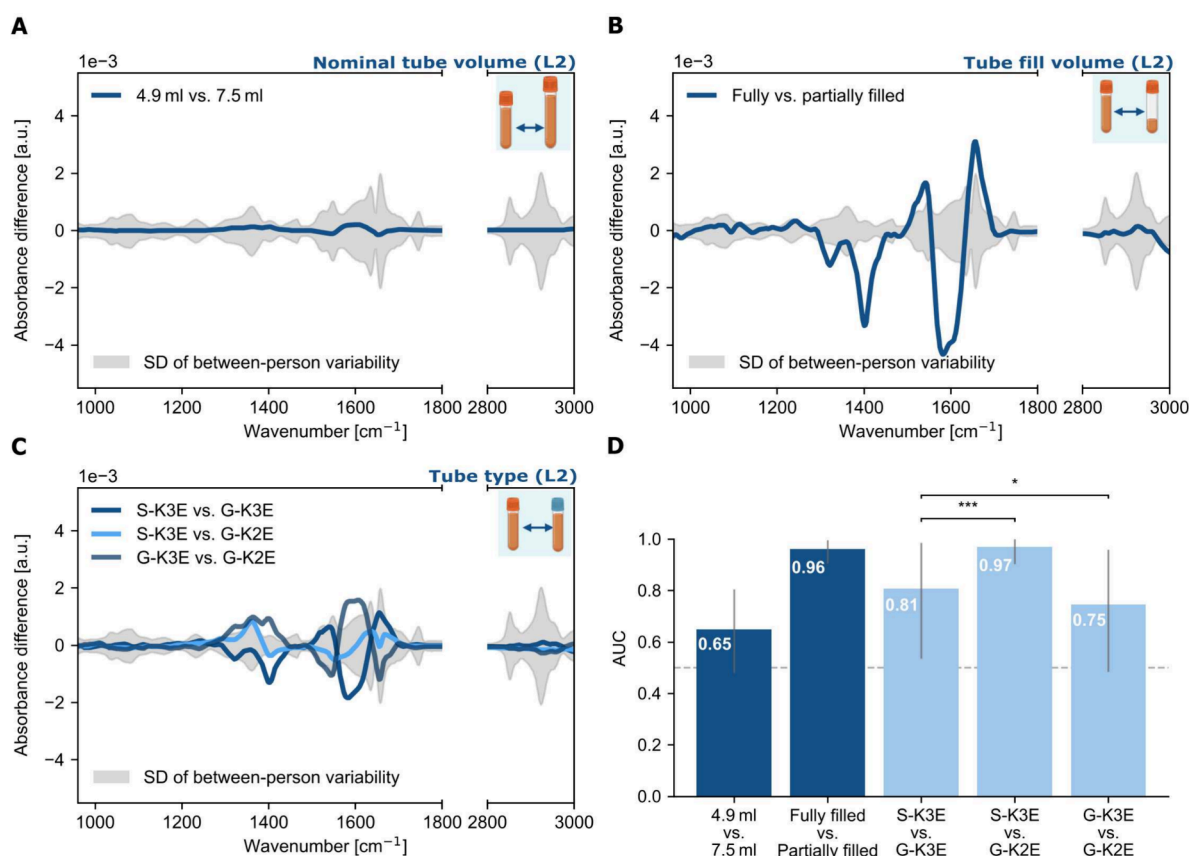 A
Nominal tube volume (L2)
1e−3
4.9 ml vs. 7.5 ml
Absorbance difference [a.u.]
4
2
0
−2
−4
SD of between-person variability
1000 1200 1400 1600 1800 2800 3000
Wavenumber [cm−1]
B
Tube fill volume (L2)
1e−3
Fully vs. partially filled
Absorbance difference [a.u.]
4
2
0
−2
−4
SD of between-person variability
1000 1200 1400 1600 1800 2800 3000
Wavenumber [cm−1]
C
Tube type (L2)
1e−3
S-K3E vs. G-K3E
S-K3E vs. G-K2E
G-K3E vs. G-K2E
Absorbance difference [a.u.]
4
2
0
−2
−4
SD of between-person variability
1000 1200 1400 1600 1800 2800 3000
Wavenumber [cm−1]
D
*
***
AUC
1.0
0.8
0.6
0.4
0.2
0.0
0.65
0.96
0.81
0.97
0.75
4.9 ml
vs.
7.5 ml
Fully filled
vs.
Partially filled
S-K3E
vs.
G-K3E
S-K3E
vs.
G-K2E
G-K3E
vs.
G-K2E